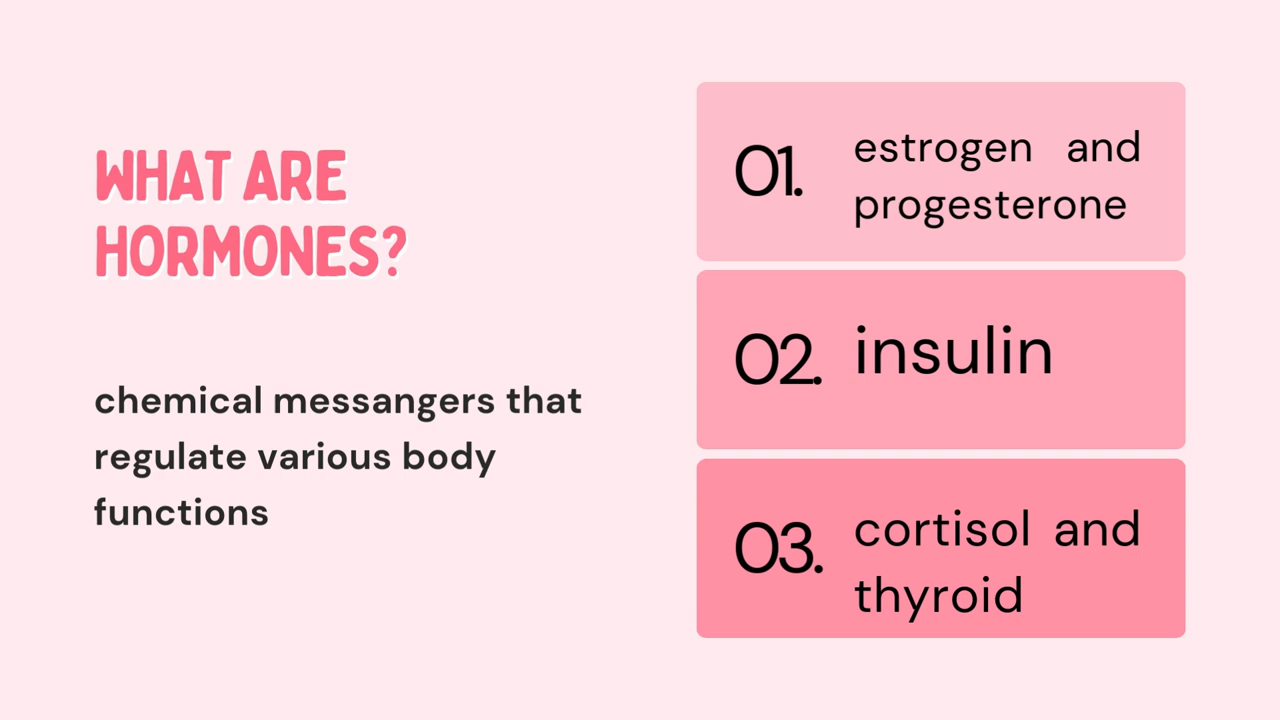 WHAT ARE
HORMONES?
chemical messangers that
regulate various body
functions
01.
estrogen and
progesterone
02.
insulin
03.
cortisol and
thyroid